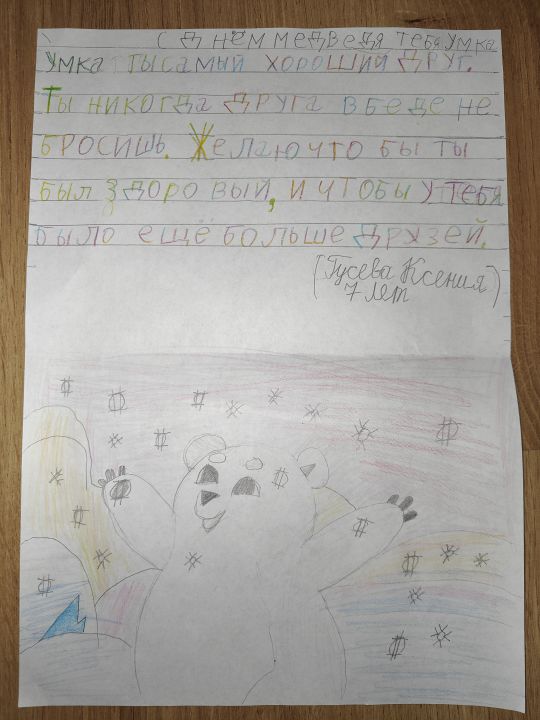 С днём медведя тебя Умка
Умка ты самый хороший друг.
Ты никогда друга в беде не
бросишь. Желаю что бы ты
был здоровый, и чтобы у тебя
было еще больше друзей.
(Гусева Ксения
7 лет)